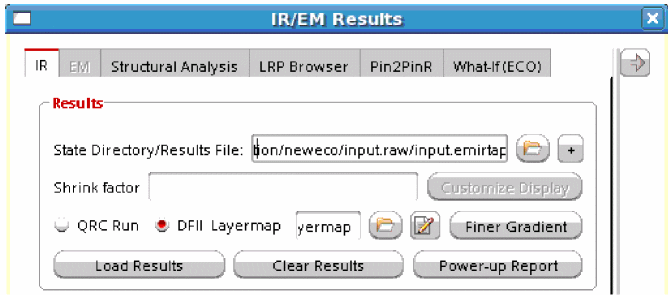 IR/EM Results
IR EM Structural Analysis LRP Browser Pin2PinR What-If(ECO)
Results
State Directory/Results File: tion/neweco/input.raw/input.emirtap +
Shrink factor Customize Display
QRC Run DFII Layermap yermap Finer Gradient
Load Results Clear Results Power-up Report